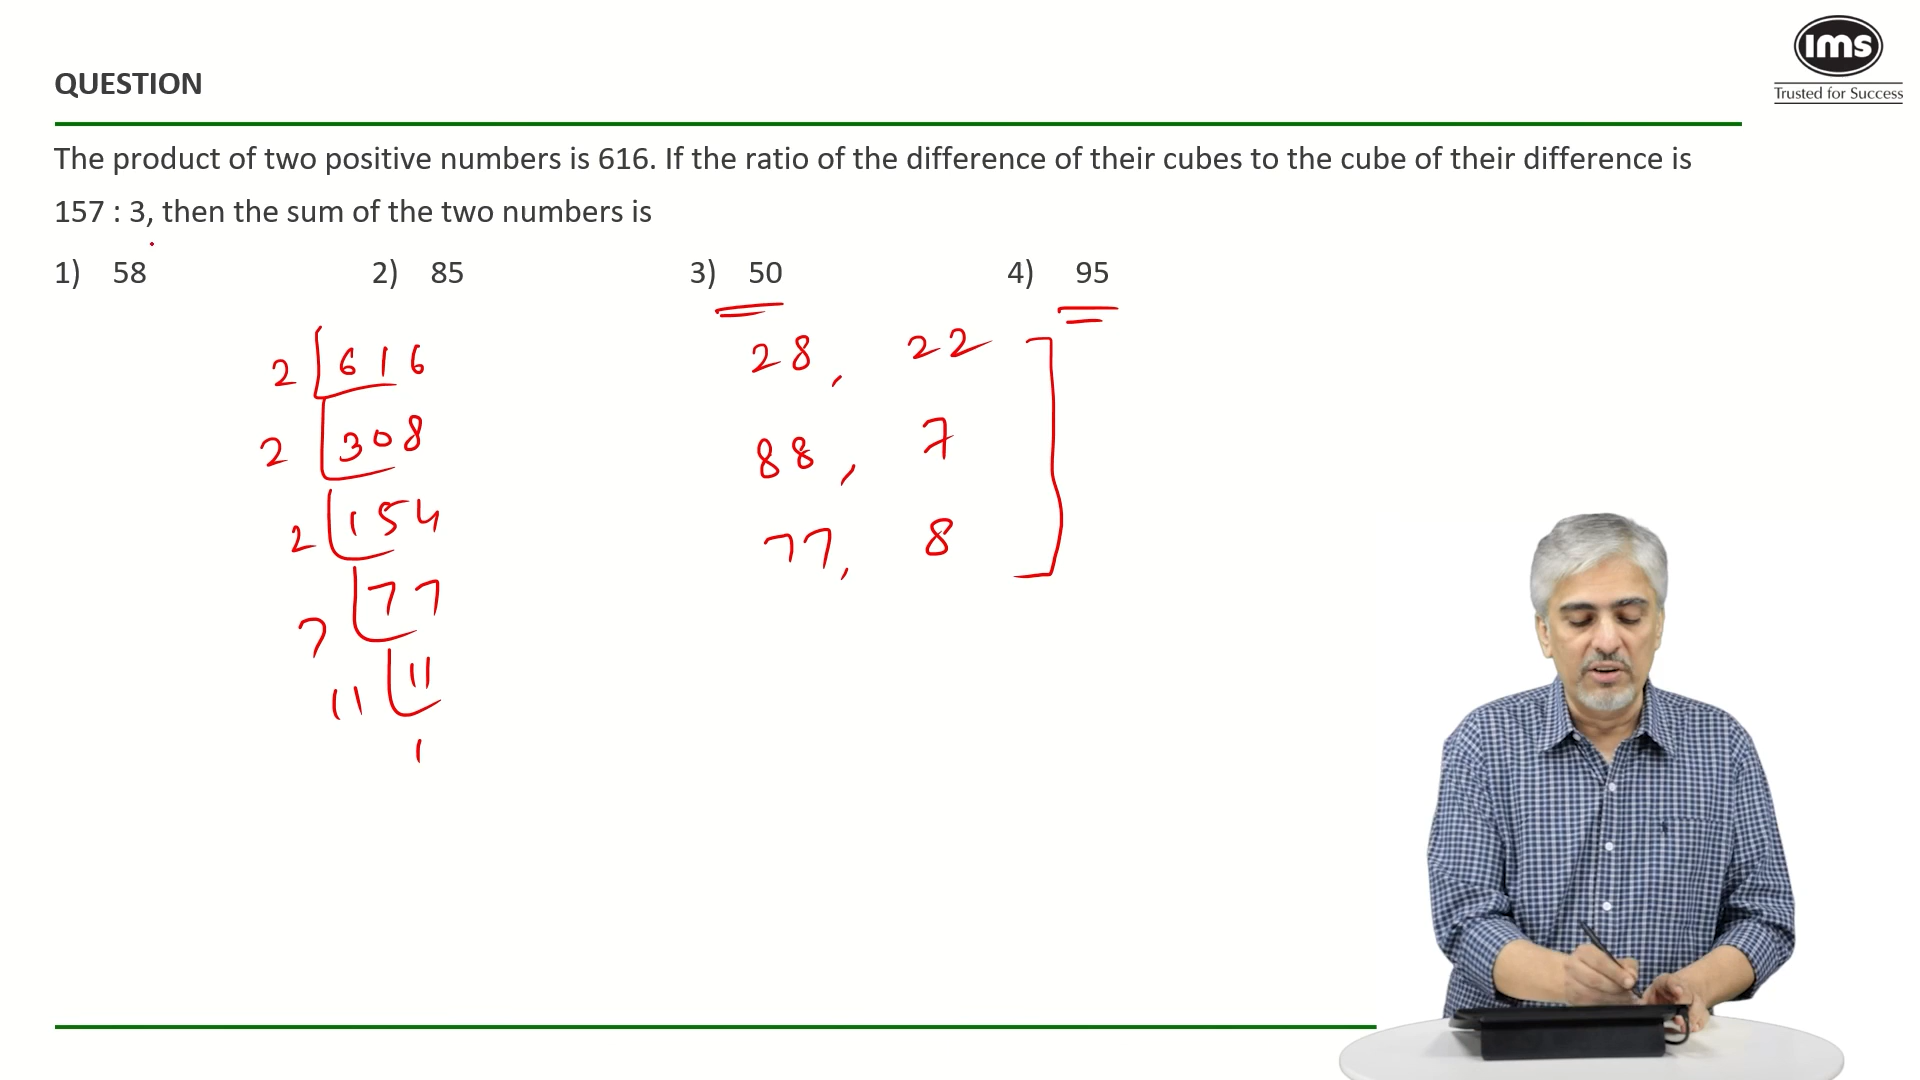 ims
Trusted for Success
QUESTION
The product of two positive numbers is 616. If the ratio of the difference of their cubes to the cube of their difference is
157 : 3, then the sum of the two numbers is
1) 58 2) 85 3) 50 4) 95
2 616
2 308
2 154
7 77
11 11
1
28, 22
88, 7
77, 8